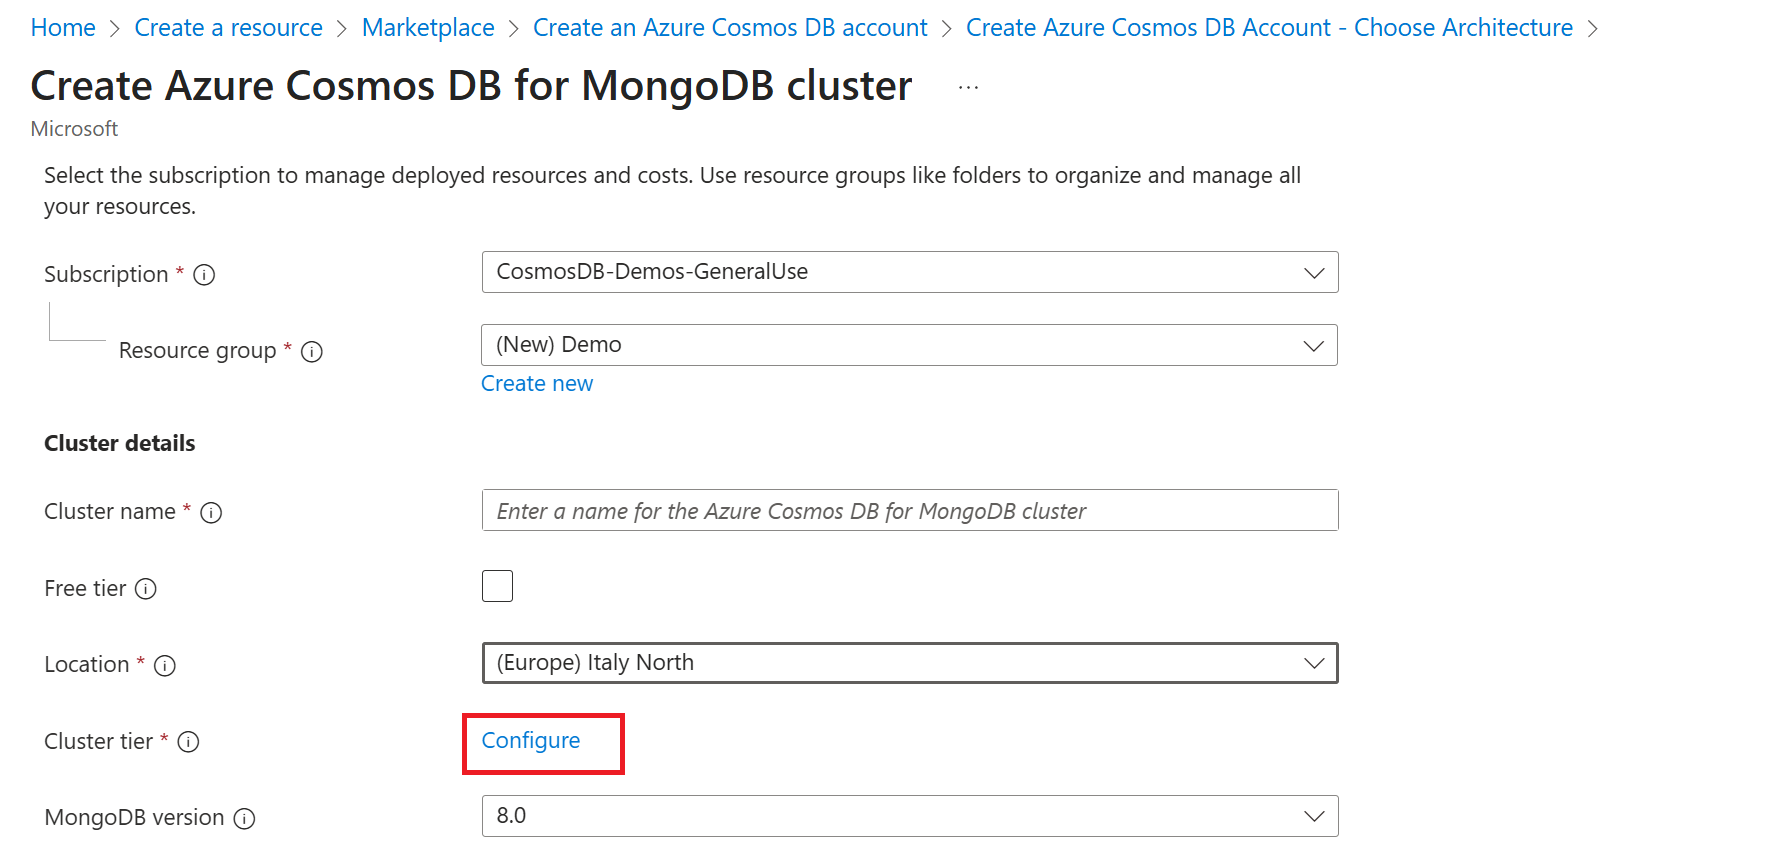 Home > Create a resource > Marketplace > Create an Azure Cosmos DB account > Create Azure Cosmos DB Account - Choose Architecture >
Create Azure Cosmos DB for MongoDB cluster ...
Microsoft
Select the subscription to manage deployed resources and costs. Use resource groups like folders to organize and manage all
your resources.
Subscription * CosmosDB-Demos-GeneralUse
Resource group * (New) Demo
Create new
Cluster details
Cluster name * Enter a name for the Azure Cosmos DB for MongoDB cluster
Free tier
Location * (Europe) Italy North
Cluster tier * Configure
MongoDB version 8.0